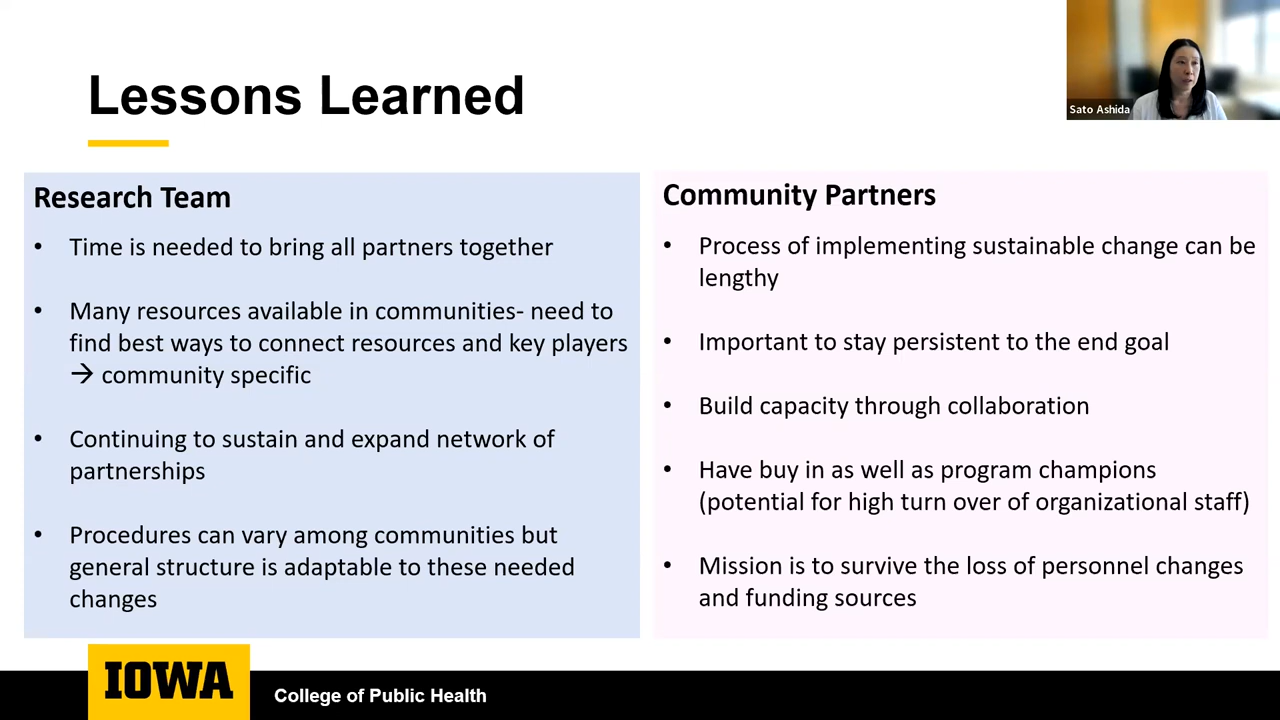 Lessons Learned
Sato Ashida
Research Team
• Time is needed to bring all partners together
• Many resources available in communities- need to
find best ways to connect resources and key players
→ community specific
• Continuing to sustain and expand network of
partnerships
• Procedures can vary among communities but
general structure is adaptable to these needed
changes
Community Partners
• Process of implementing sustainable change can be
lengthy
• Important to stay persistent to the end goal
• Build capacity through collaboration
• Have buy in as well as program champions
(potential for high turn over of organizational staff)
• Mission is to survive the loss of personnel changes
and funding sources
IOWA
College of Public Health